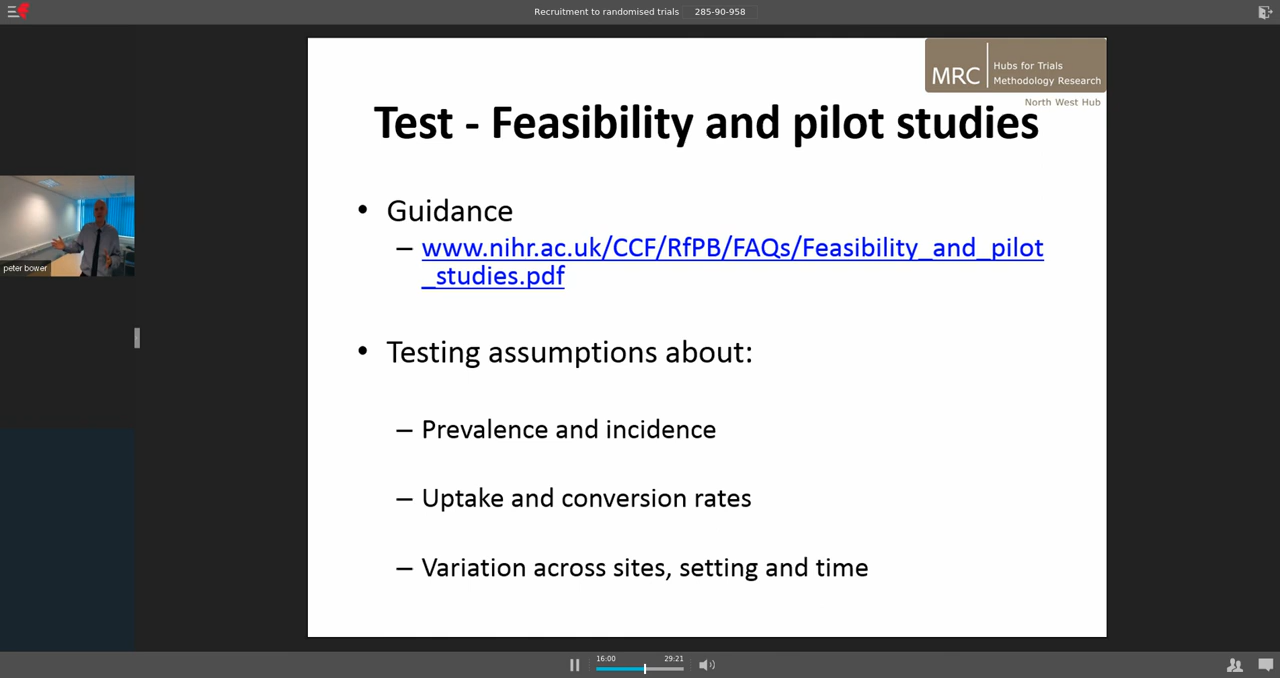 Recruitment to randomised trials 285-90-958
MRC
Hubs for Trials
Methodology Research
North West Hub
Test - Feasibility and pilot studies
• Guidance
– www.nihr.ac.uk/CCF/RfPB/FAQs/Feasibility_and_pilot
_studies.pdf
peter bower
• Testing assumptions about:
– Prevalence and incidence
– Uptake and conversion rates
– Variation across sites, setting and time
16:00 29:21